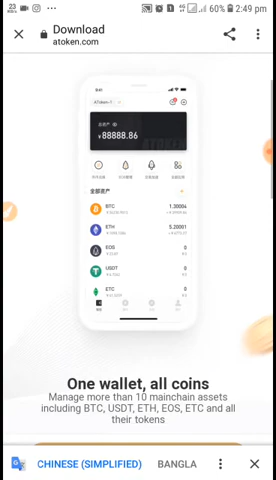 23
60% 2:49 pm
Download
atoken.com
AToken-1
¥88888.86
全部资产
BTC 1.30004
ETH 5.20001
EOS 0
USDT 0
ETC 0
One wallet, all coins
Manage more than 10 mainchain assets
including BTC, USDT, ETH, EOS, ETC and all
their tokens
CHINESE (SIMPLIFIED) BANGLA